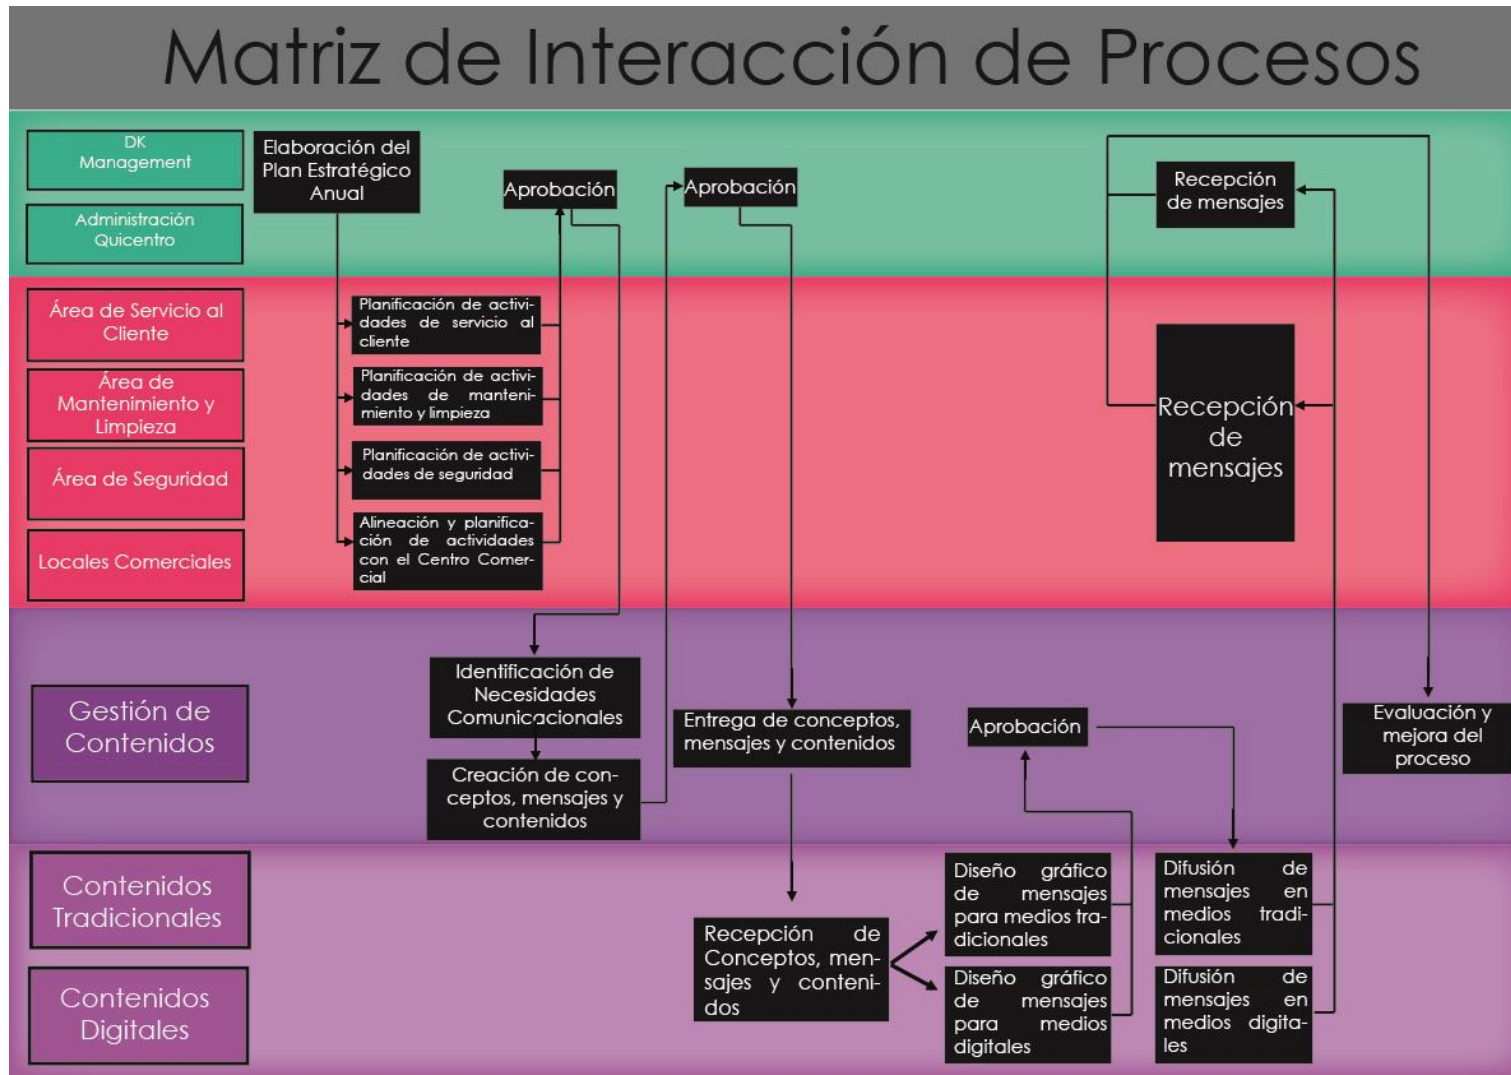 Matriz de Interacción de Procesos
DK
Management
Administración
Quicentro
Elaboración del
Plan Estratégico
Anual
Aprobación
Aprobación
Recepción
de mensajes
Área de Servicio al
Cliente
Área de
Mantenimiento y
Limpieza
Área de Seguridad
Locales Comerciales
Planificación de activi-
dades de servicio al
cliente
Planificación de activi-
dades de manteni-
miento y limpieza
Planificación de activi-
dades de seguridad
Alineación y planifica-
ción de actividades
con el Centro Comer-
cial
Recepción
de
mensajes
Gestión de
Contenidos
Identificación de
Necesidades
Comunicacionales
Creación de con-
ceptos, mensajes y
contenidos
Entrega de conceptos,
mensajes y contenidos
Aprobación
Evaluación y
mejora del
proceso
Contenidos
Tradicionales
Contenidos
Digitales
Recepción de
Conceptos, men-
sajes y conteni-
dos
Diseño gráfico
de mensajes
para medios tra-
dicionales
Diseño gráfico
de mensajes
para medios
digitales
Difusión de
mensajes en
medios tradi-
cionales
Difusión de
mensajes en
medios digita-
les